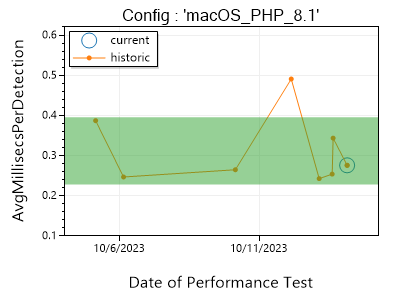 Config : 'macOS_PHP_8.1'
current
historic
0.6
0.5
0.4
0.3
0.2
0.1
AvgMillisecsPerDetection
10/6/2023
10/11/2023
Date of Performance Test